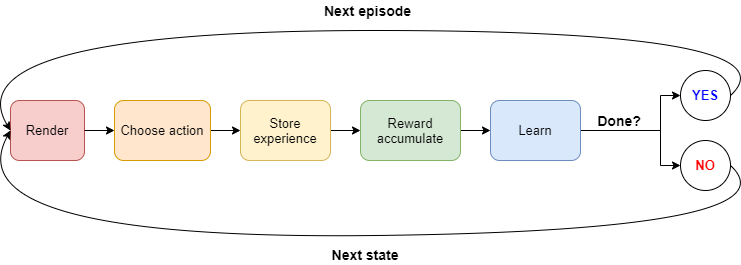 Next episode
Render
Choose action
Store
experience
Reward
accumulate
Learn
Done?
YES
NO
Next state